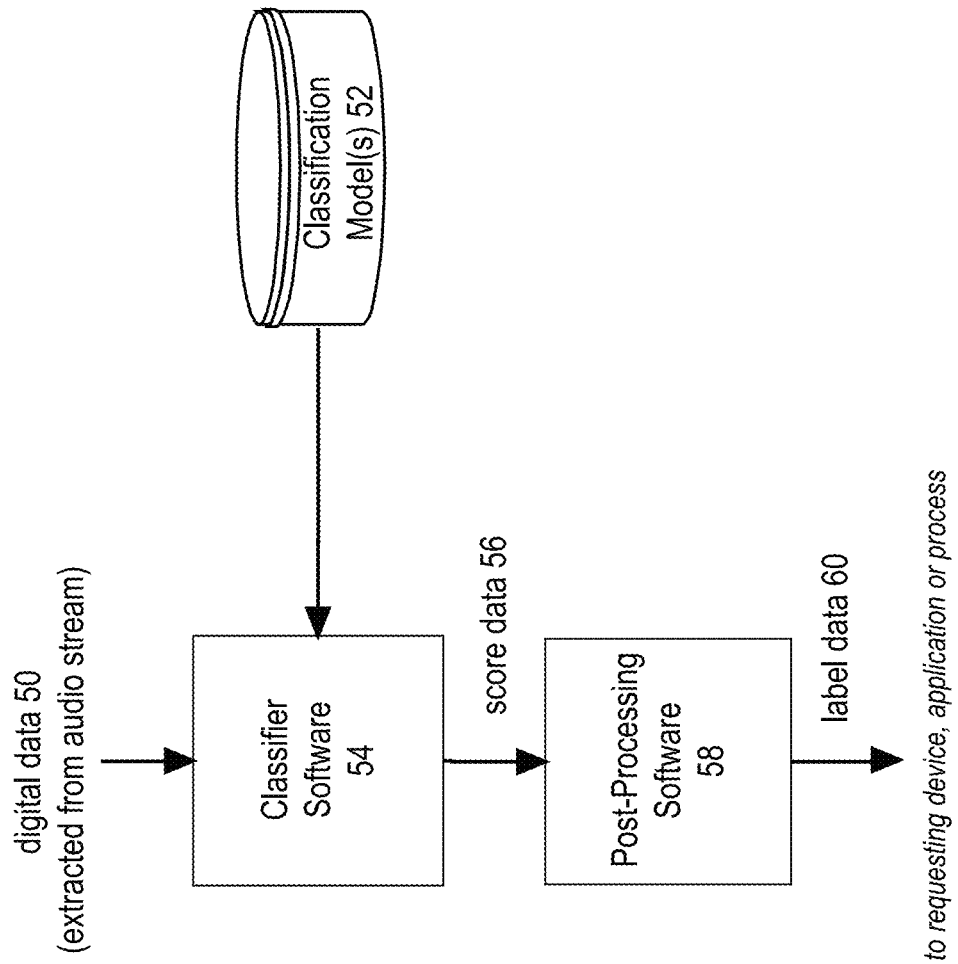 digital data 50
(extracted from audio stream)
Classifier
Software
54
Classification
Model(s) 52
score data 56
Post-Processing
Software
58
label data 60
to requesting device, application or process